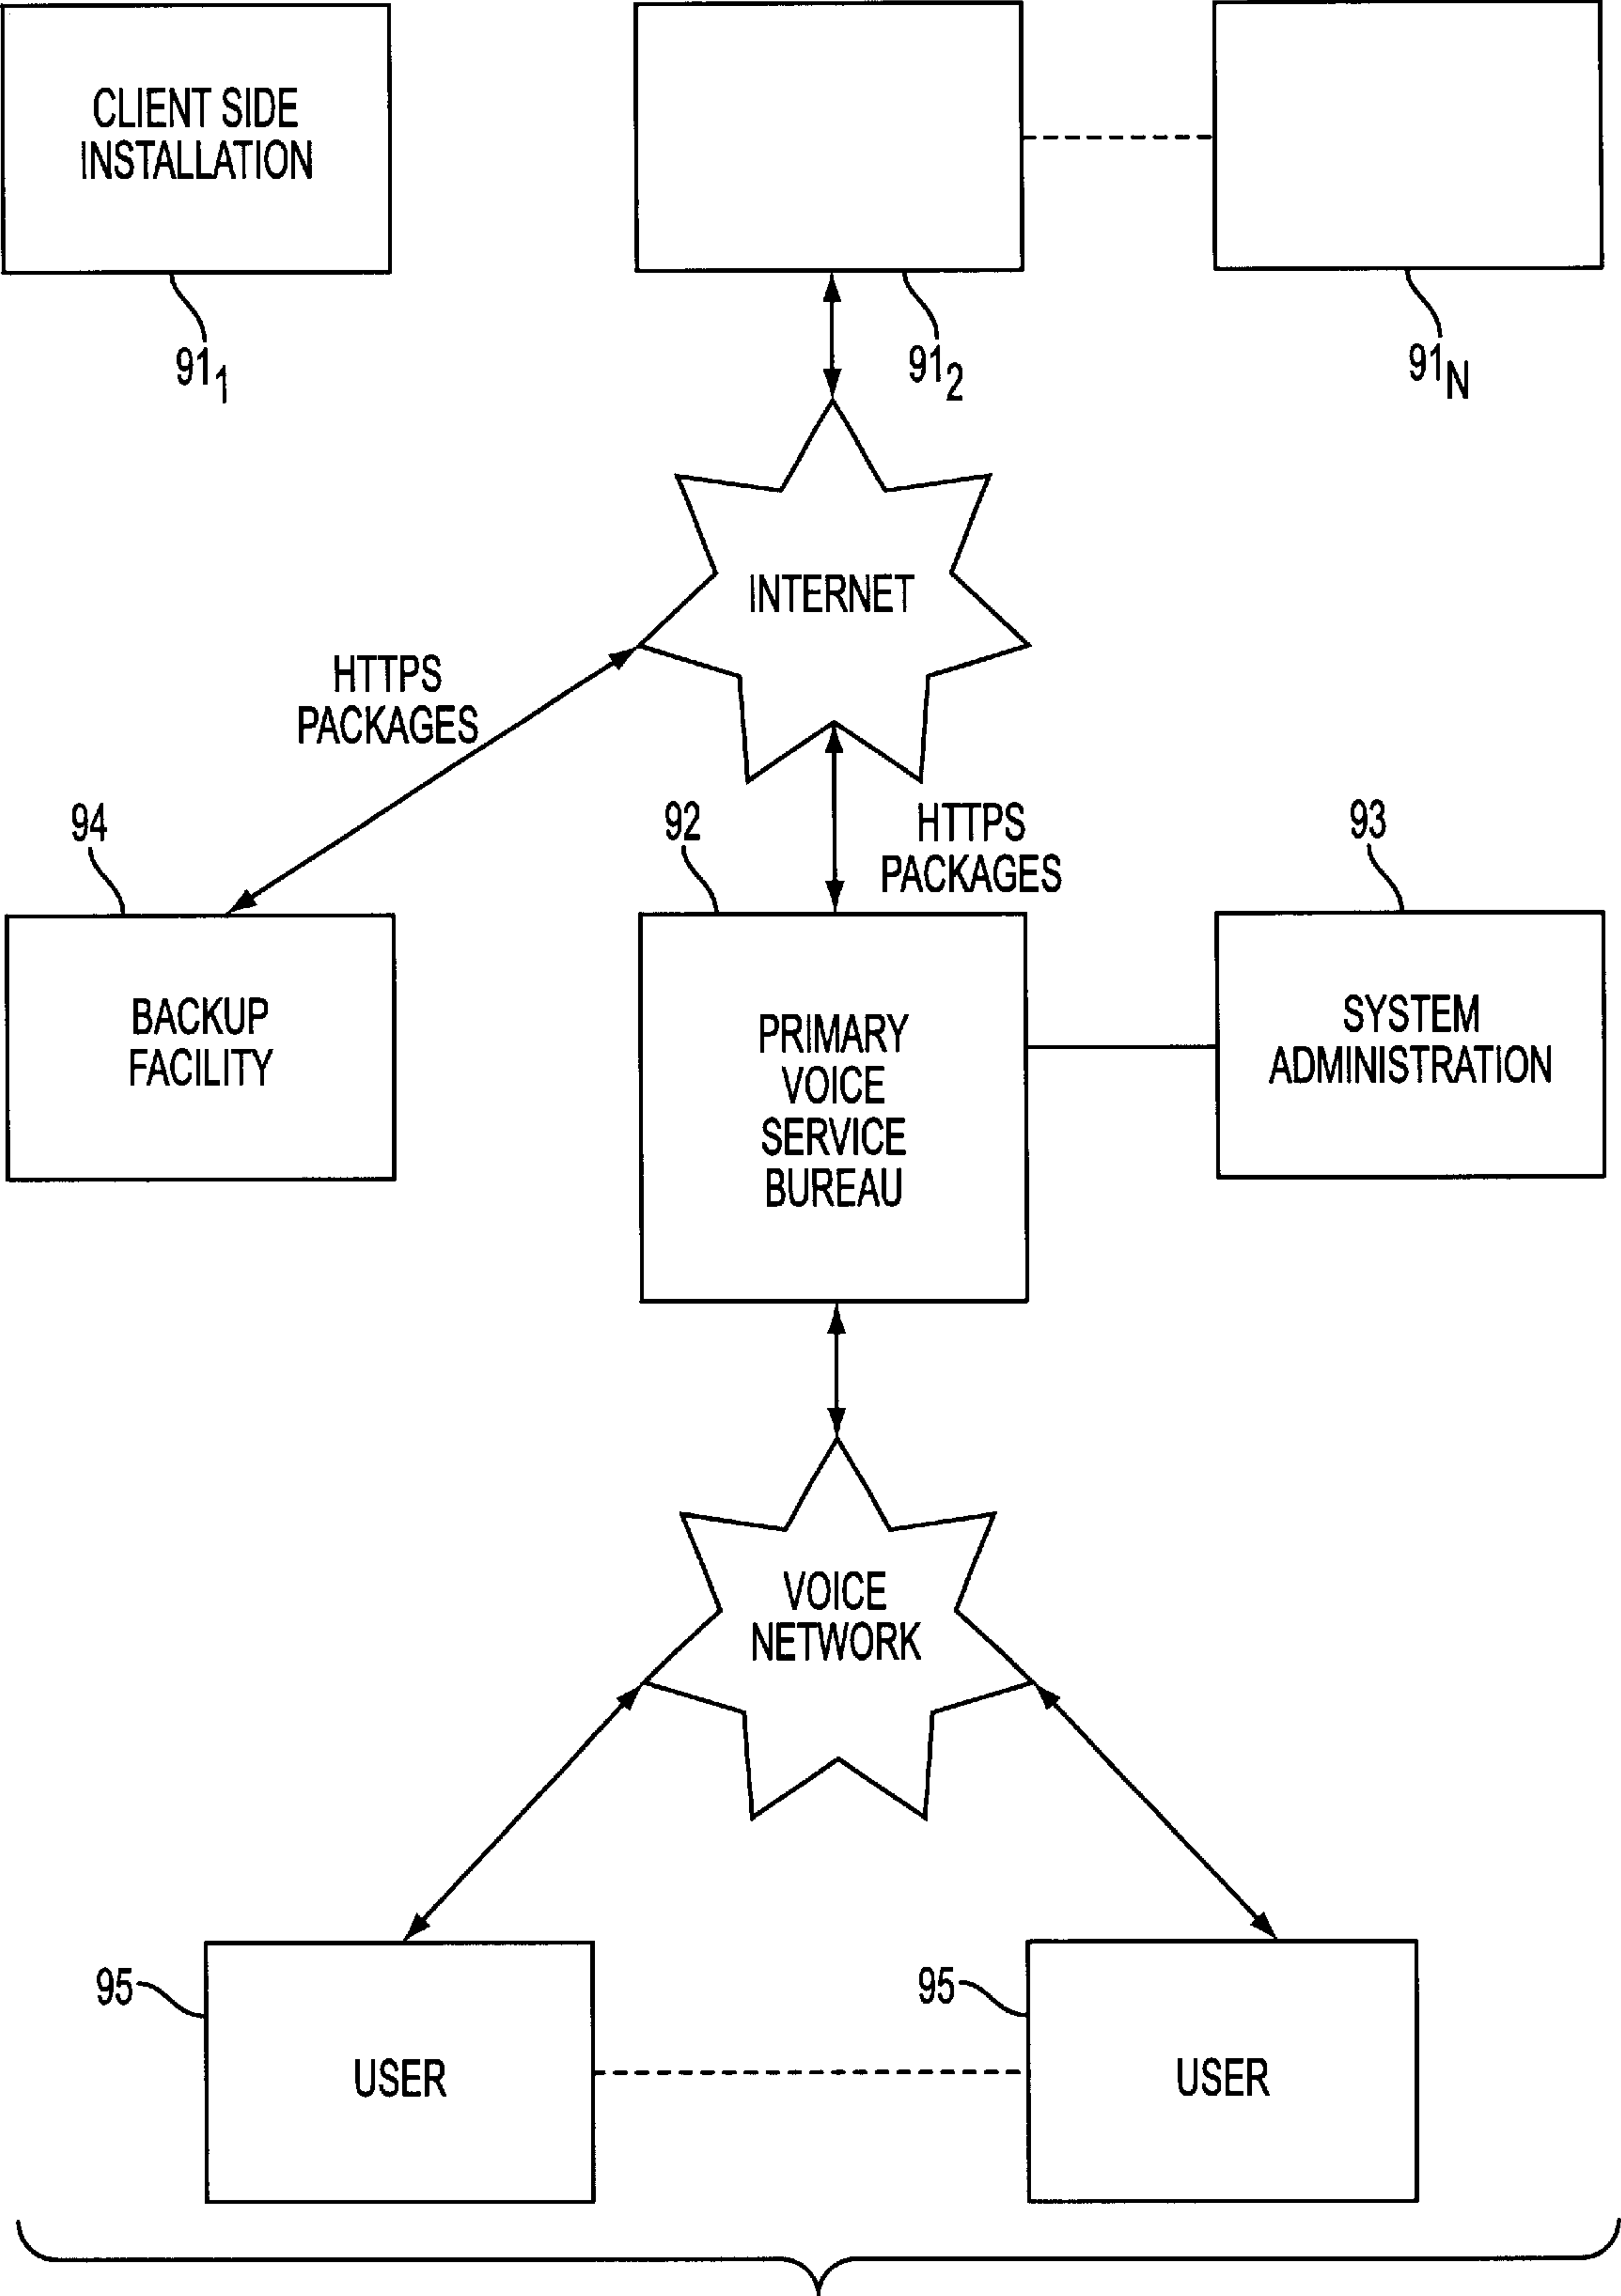 CLIENT SIDE
INSTALLATION
91₁
91₂
91N
INTERNET
HTTPS
PACKAGES
94
92
HTTPS
PACKAGES
93
BACKUP
FACILITY
PRIMARY
VOICE
SERVICE
BUREAU
SYSTEM
ADMINISTRATION
VOICE
NETWORK
95
USER
95
USER